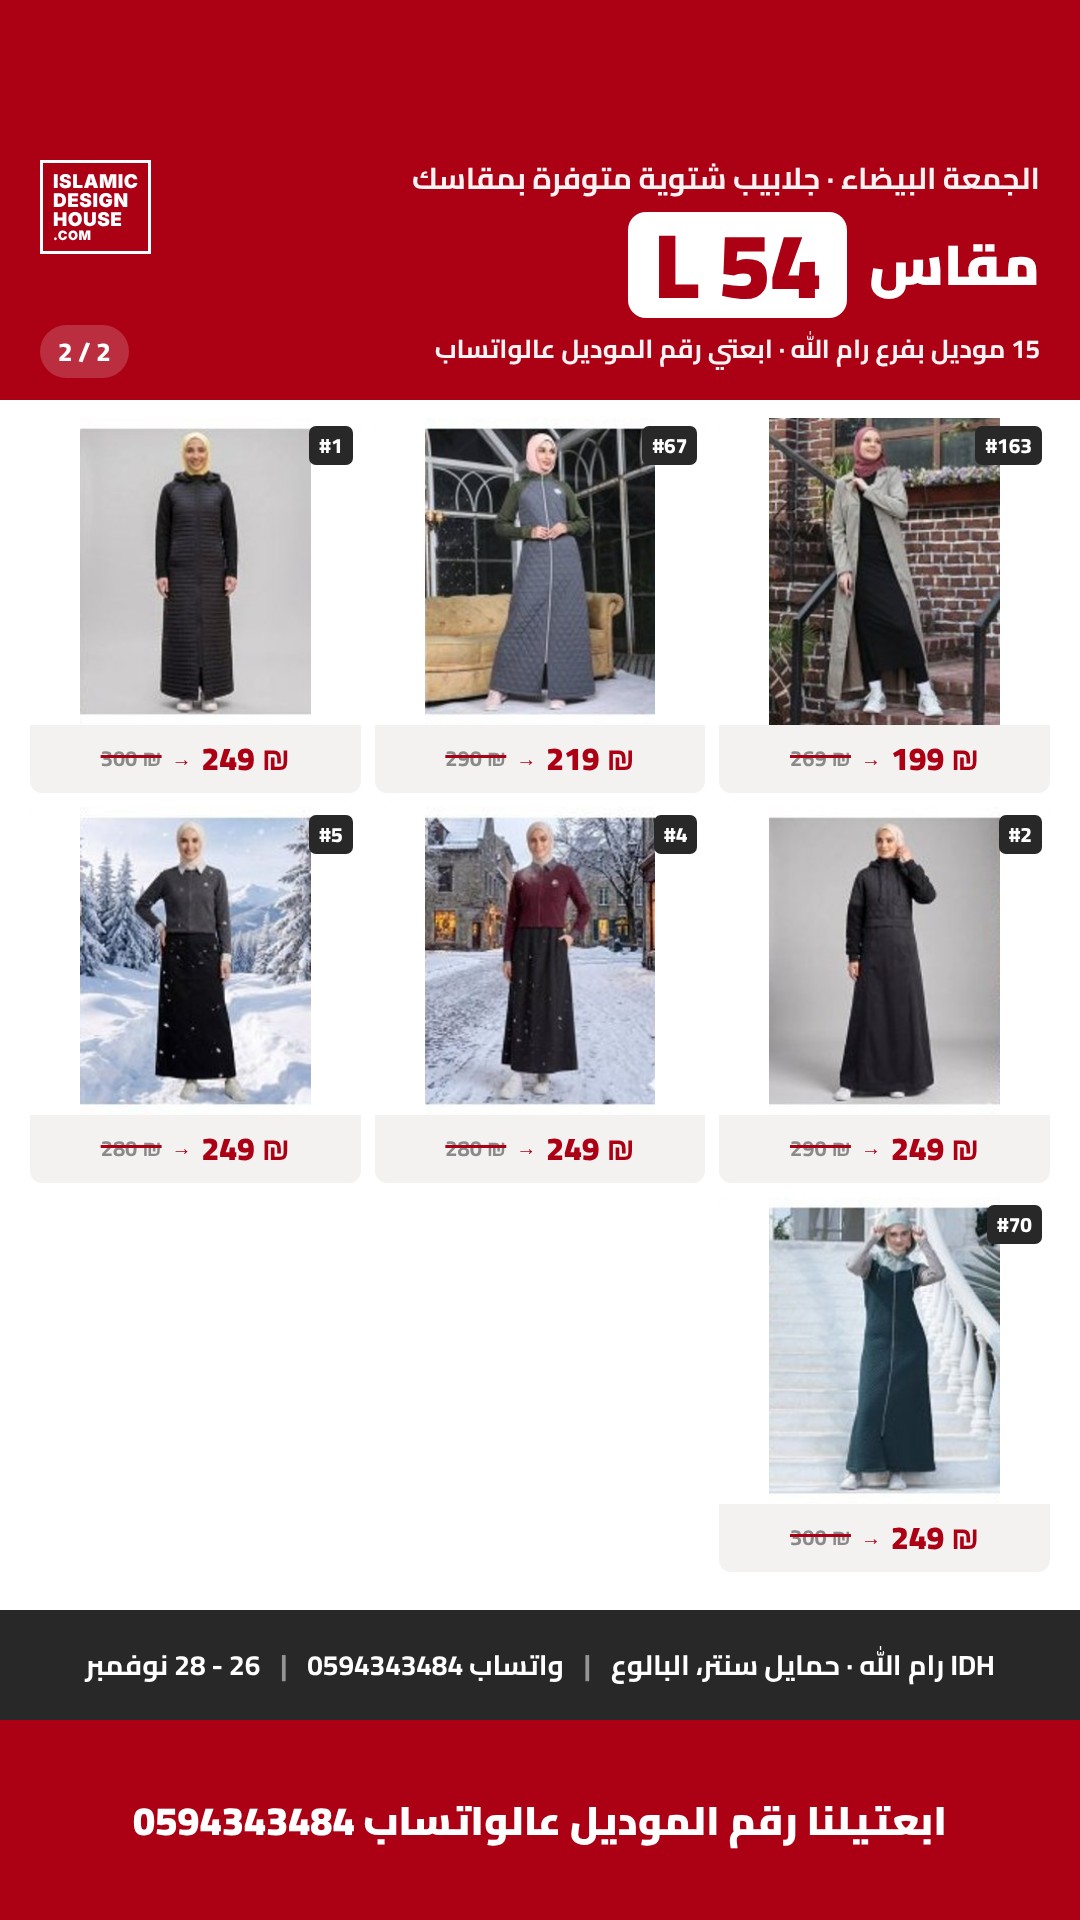 ISLAMIC
DESIGN
HOUSE
.COM
الجمعة البيضاء · جلابيب شتوية متوفرة بمقاسك
مقاس L 54
15 موديل بفرع رام الله · ابعتي رقم الموديل عالواتساب
2 / 2
#163
269 ₪ → 199 ₪
#67
290 ₪ → 219 ₪
#1
300 ₪ → 249 ₪
#2
290 ₪ → 249 ₪
#4
280 ₪ → 249 ₪
#5
280 ₪ → 249 ₪
#70
300 ₪ → 249 ₪
IDH رام الله · حمايل سنتر، البالوع | واتساب 0594343484 | 26 - 28 نوفمبر
ابعتيلنا رقم الموديل عالواتساب 0594343484